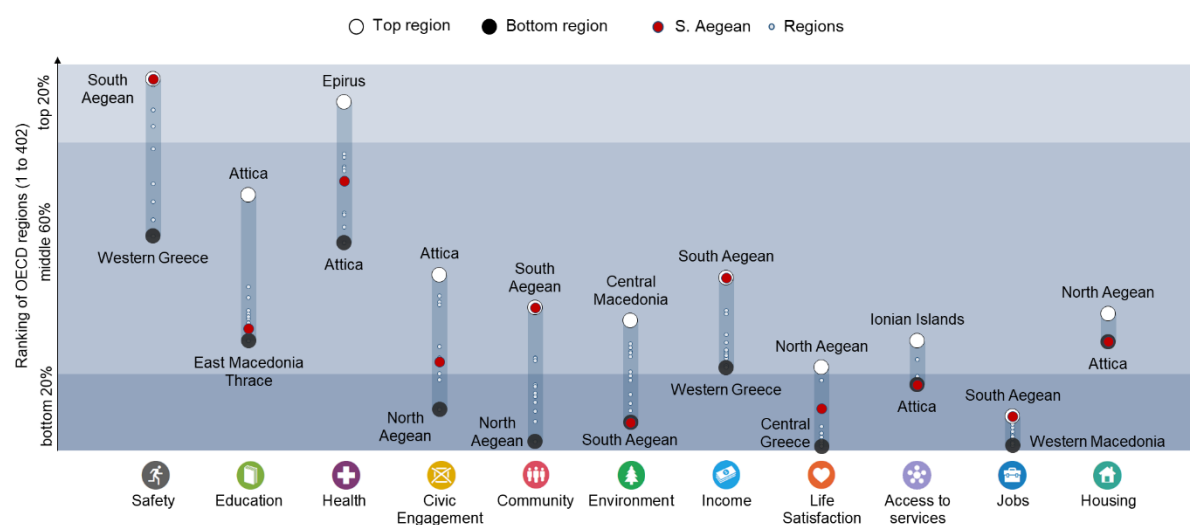 Top region
Bottom region
S. Aegean
Regions
Ranking of OECD regions (1 to 402)
top 20%
middle 60%
bottom 20%
South
Aegean
Western Greece
Attica
East Macedonia
Thrace
Epirus
Attica
Attica
North
Aegean
South
Aegean
North
Aegean
Central
Macedonia
South Aegean
South Aegean
Western Greece
North Aegean
Central
Greece
Ionian Islands
Attica
South Aegean
Western Macedonia
North Aegean
Attica
Safety
Education
Health
Civic
Engagement
Community
Environment
Income
Life
Satisfaction
Access to
services
Jobs
Housing